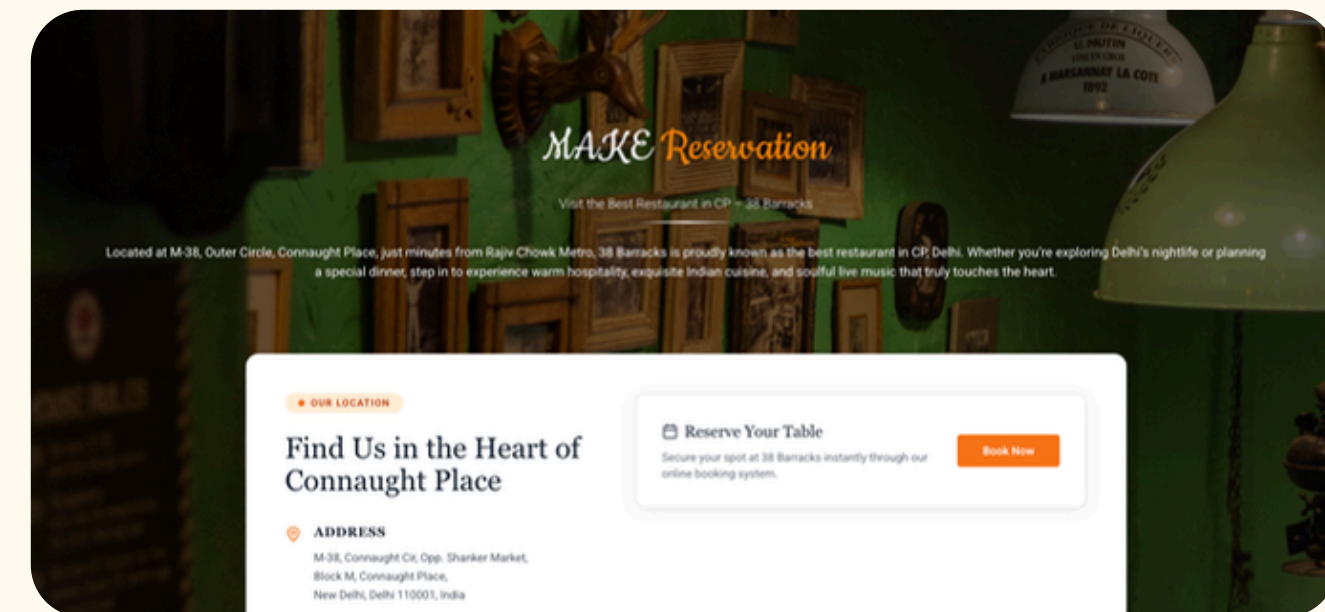 U. MUTIN
A MARSANNAY LA COTE
1892
MAKE Reservation
Visit the Best Restaurant in CP – 38 Barracks
Located at M-38, Outer Circle, Connaught Place, just minutes from Rajiv Chowk Metro, 38 Barracks is proudly known as the best restaurant in CP, Delhi. Whether you're exploring Delhi's nightlife or planning
a special dinner, step in to experience warm hospitality, exquisite Indian cuisine, and soulful live music that truly touches the heart.
OUR LOCATION
Find Us in the Heart of
Connaught Place
ADDRESS
M-38, Connaught Cir, Opp. Shanker Market,
Block M, Connaught Place,
New Delhi, Delhi 110001, India
Reserve Your Table
Secure your spot at 38 Barracks instantly through our
online booking system.
Book Now